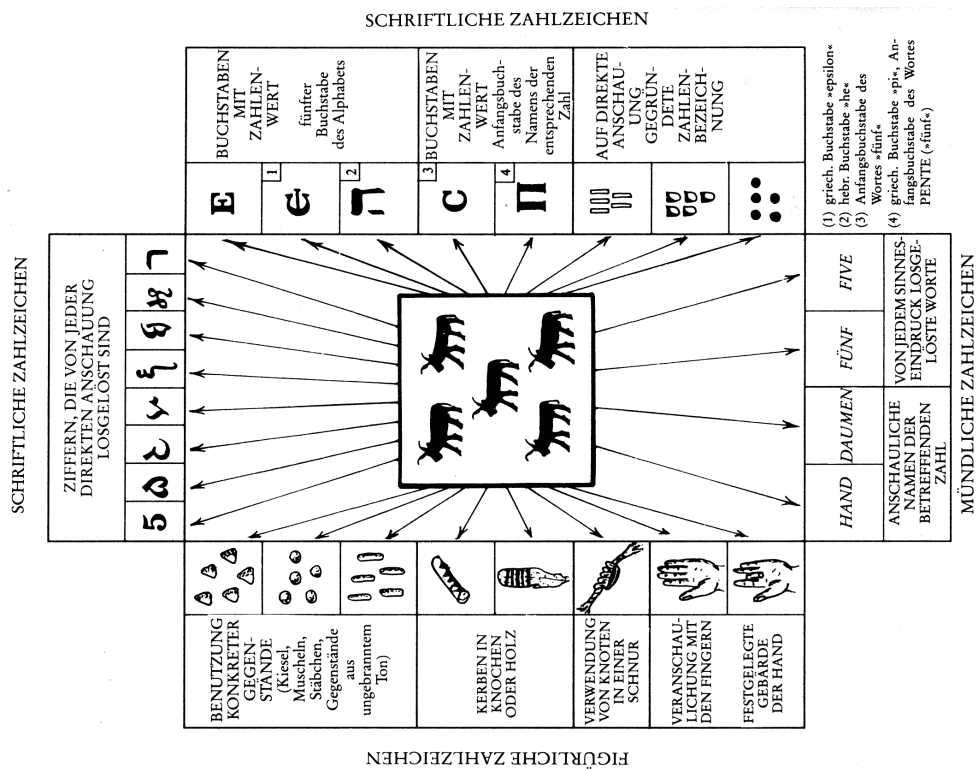 SCHRIFTLICHE ZAHLZEICHEN
BUCHSTABEN
MIT
ZAHLEN-
WERT
fünfter
Buchstabe
des Alphabets
BUCHSTABEN
MIT
ZAHLEN-
WERT
Anfangsbuch-
stabe des
Namens der
entsprechenden
Zahl
AUF DIREKTE
ANSCHAU-
UNG
GEGRÜN-
DETE
ZAHLEN-
BEZEICH-
NUNG
E
1
Є
2
ה
3
C
4
Π
(1) griech. Buchstabe »epsilon«
(2) hebr. Buchstabe »he«
(3) Anfangsbuchstabe des
Wortes »fünf«
(4) griech. Buchstabe »pi«, An-
fangsbuchstabe des Wortes
PENTE (»fünf«)
SCHRIFTLICHE ZAHLZEICHEN
ZIFFERN, DIE VON JEDER
DIREKTEN ANSCHAUUNG
LOSGELÖST SIND
5
HAND
DAUMEN
FÜNF
FIVE
ANSCHAULICHE
NAMEN DER
BETREFFENDEN
ZAHL
VON JEDEM SINNES-
EINDRUCK LOSGE-
LÖSTE WORTE
MÜNDLICHE ZAHLZEICHEN
BENUTZUNG
KONKRETER
GEGEN-
STÄNDE
(Kiesel,
Muscheln,
Stäbchen,
Gegenstände
aus
ungebranntem
Ton)
KERBEN IN
KNOCHEN
ODER HOLZ
VERWENDUNG
VON KNOTEN
IN EINER
SCHNUR
VERANSCHAU-
LICHUNG MIT
DEN FINGERN
FESTGELEGTE
GEBÄRDE
DER HAND
FIGÜRLICHE ZAHLZEICHEN